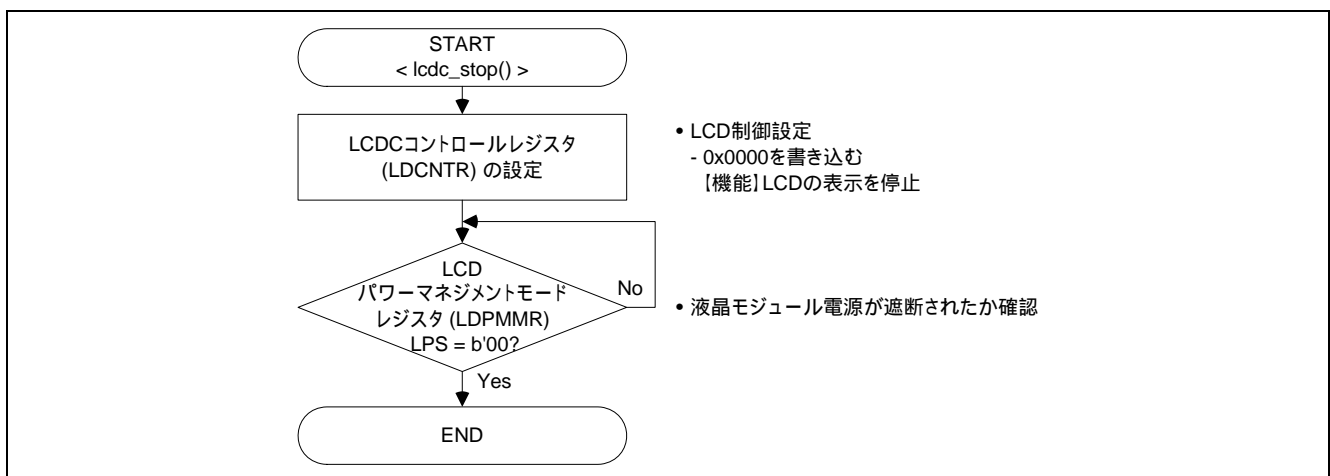 START
< lcdc_stop() >
LCDCコントロールレジスタ
(LDCNTR) の設定
• LCD制御設定
- 0x0000を書き込む
【機能】LCDの表示を停止
LCD
パワーマネジメントモード
レジスタ (LDPMMR)
LPS = b'00?
No
• 液晶モジュール電源が遮断されたか確認
Yes
END